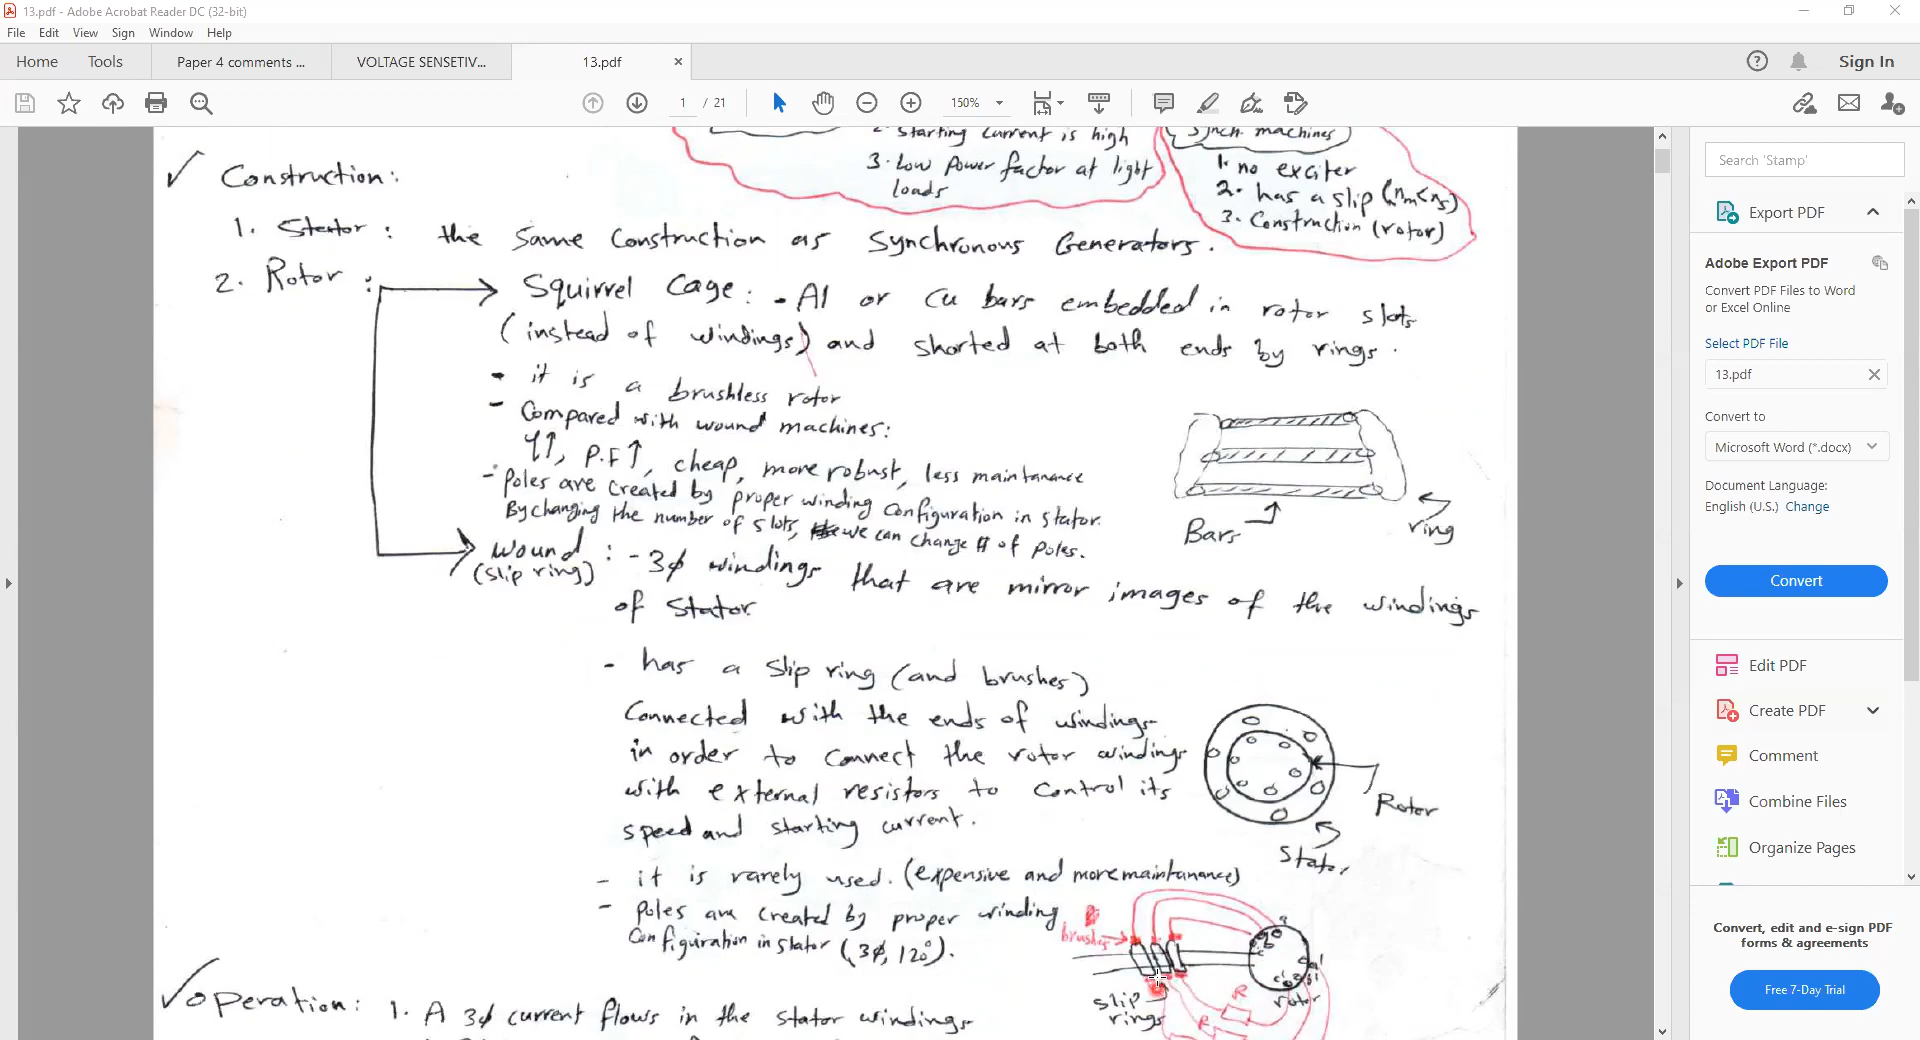 13.pdf - Adobe Acrobat Reader DC (32-bit)
File Edit View Sign Window Help
Home Tools Paper 4 comments ... VOLTAGE SENSETIV... 13.pdf
Sign In
1 / 21 150%
Starting Current is high
3. Low Power factor at light
loads
Synch. machines
1. no exciter
2. has a slip (nm<ns)
3. Construction (rotor)
✓ Construction:
1. Stator : the Same Construction as Synchronous Generators.
2. Rotor :
Squirrel Cage: - Al or Cu bars embedded in rotor slots
(instead of windings) and shorted at both ends by rings.
- it is a brushless rotor
- Compared with wound machines:
η↑, P.F↑, cheap, more robust, less maintanance
- Poles are created by proper winding Configuration in stator.
By changing the number of slots, we can change # of poles.
Bars
ring
Wound : - 3φ windings that are mirror images of the windings
(slip ring)
of Stator
- has a slip ring (and brushes)
Connected with the ends of windings
in order to connect the rotor windings
with external resistors to control its
speed and starting current.
Rotor
Stator
- it is rarely used. (expensive and more maintanance)
- Poles are created by proper winding
Configuration in stator (3φ, 120°).
brushes
slip
rings
rotor
R
R
✓ Operation: 1. A 3φ current flows in the stator windings
Search 'Stamp'
Export PDF
Adobe Export PDF
Convert PDF Files to Word
or Excel Online
Select PDF File
13.pdf
Convert to
Microsoft Word (*.docx)
Document Language:
English (U.S.) Change
Convert
Edit PDF
Create PDF
Comment
Combine Files
Organize Pages
Convert, edit and e-sign PDF
forms & agreements
Free 7-Day Trial